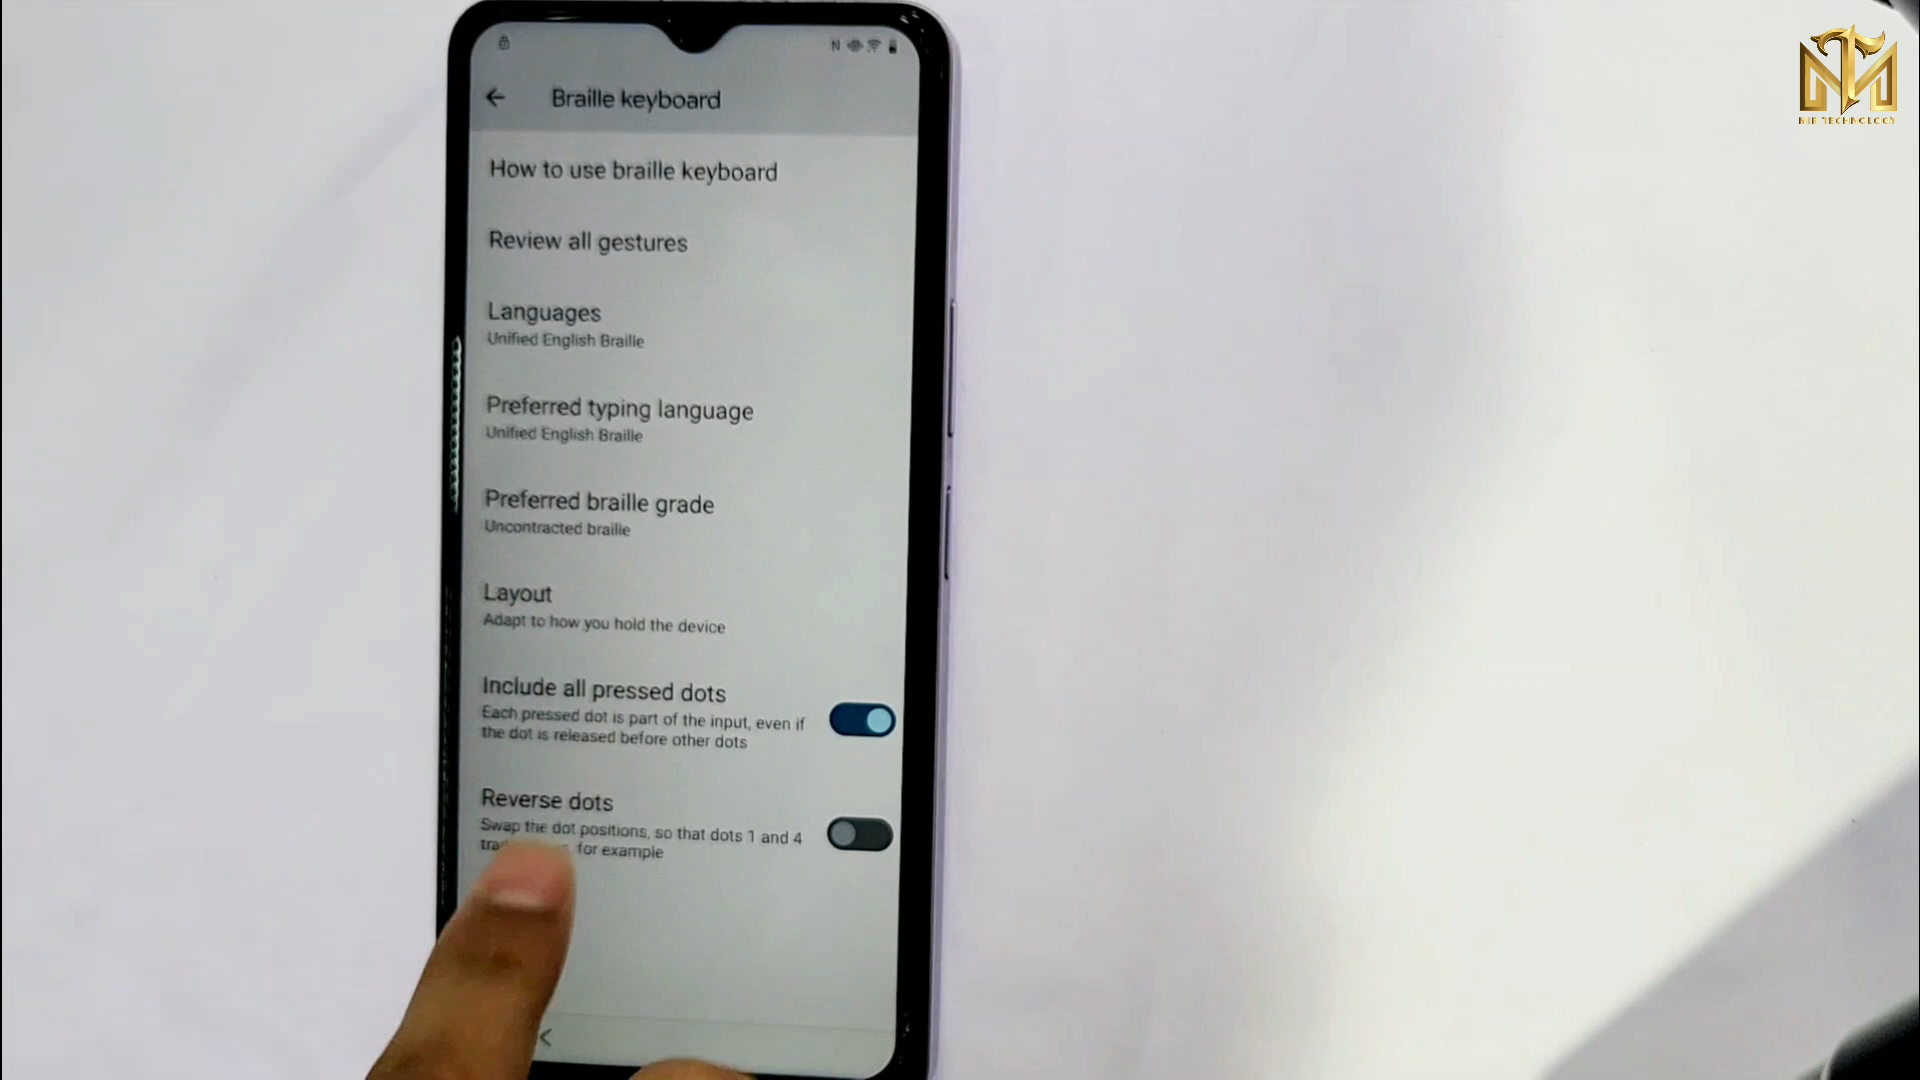 Braille keyboard
How to use braille keyboard
Review all gestures
Languages
Unified English Braille
Preferred typing language
Unified English Braille
Preferred braille grade
Uncontracted braille
Layout
Adapt to how you hold the device
Include all pressed dots
Each pressed dot is part of the input, even if
the dot is released before other dots
Reverse dots
Swap the dot positions, so that dots 1 and 4
for example
MR TECHNOLOGY